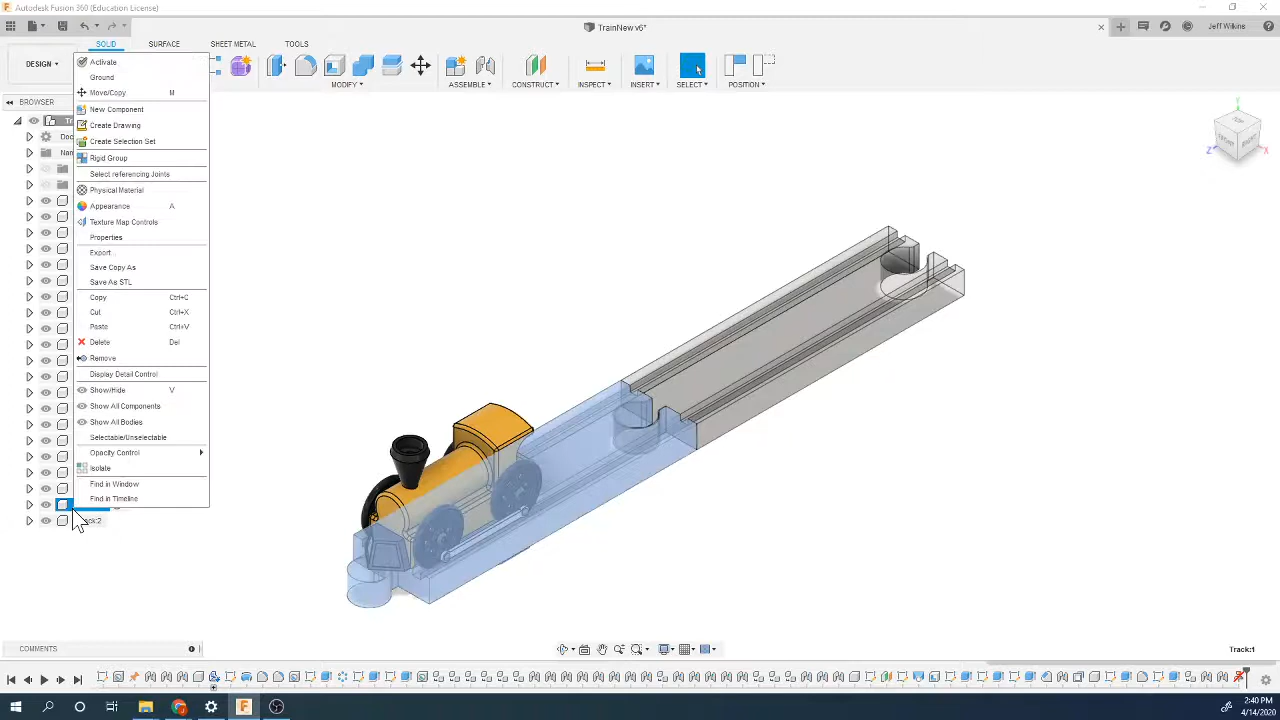 Autodesk Fusion 360 (Education License)
TrainNew v6*
Jeff Wilkins
SOLID
SURFACE
SHEET METAL
TOOLS
DESIGN
MODIFY
ASSEMBLE
CONSTRUCT
INSPECT
INSERT
SELECT
POSITION
BROWSER
Activate
Ground
Move/Copy M
New Component
Create Drawing
Create Selection Set
Rigid Group
Select referencing Joints
Physical Material
Appearance A
Texture Map Controls
Properties
Export...
Save Copy As
Save As STL
Copy Ctrl+C
Cut Ctrl+X
Paste Ctrl+V
Delete Del
Remove
Display Detail Control
Show/Hide V
Show All Components
Show All Bodies
Selectable/Unselectable
Opacity Control
Isolate
Find in Window
Find in Timeline
TOP
FRONT
RIGHT
Y
Z
X
COMMENTS
Track:1
2:40 PM
4/14/2020